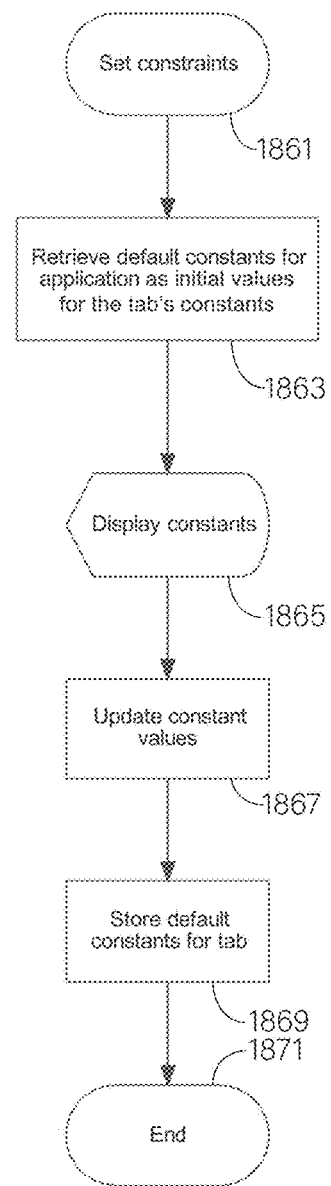 Set constraints
1861
Retrieve default constants for
application as initial values
for the tab's constants
1863
Display constants
1865
Update constant
values
1867
Store default
constants for tab
1869
1871
End